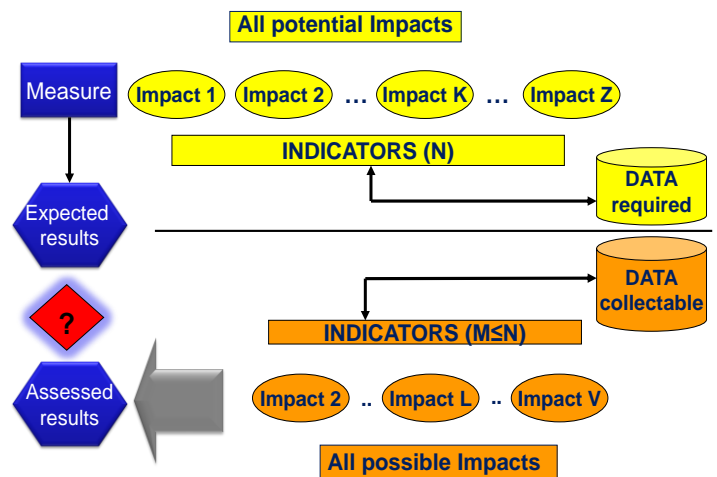 All potential Impacts
Measure
Impact 1
Impact 2
...
Impact K
...
Impact Z
INDICATORS (N)
DATA
required
Expected
results
DATA
collectable
?
INDICATORS (M≤N)
Assessed
results
Impact 2
..
Impact L
..
Impact V
All possible Impacts